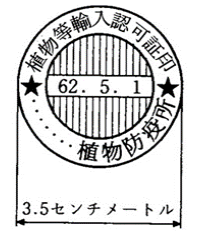 植物等輸入認可証印
★ 62. 5. 1 ★
........植物防疫所
3.5センチメートル